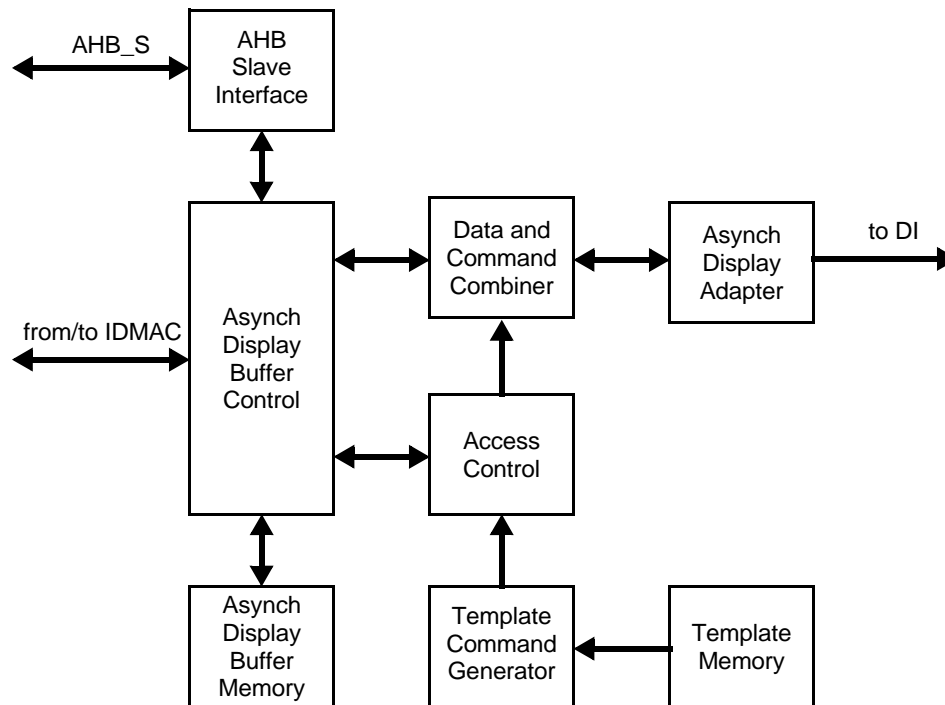 AHB_S
AHB
Slave
Interface
Data and
Command
Combiner
Asynch
Display
Adapter
to DI
from/to IDMAC
Asynch
Display
Buffer
Control
Access
Control
Asynch
Display
Buffer
Memory
Template
Command
Generator
Template
Memory